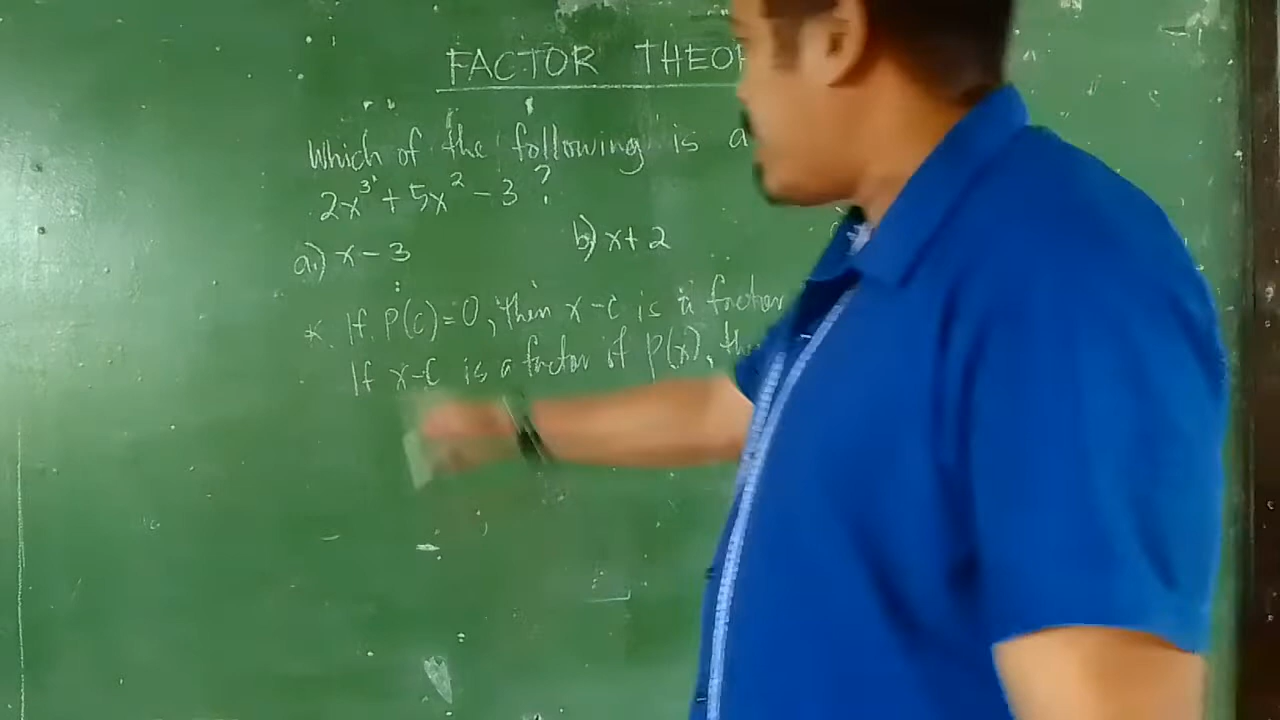 FACTOR THEOR
Which of the following is a
2x³ + 5x² - 3 ?
a.) x - 3 b) x + 2
*. If P(c) = 0, then x - c is a factor
If x - c is a factor of P(x), the